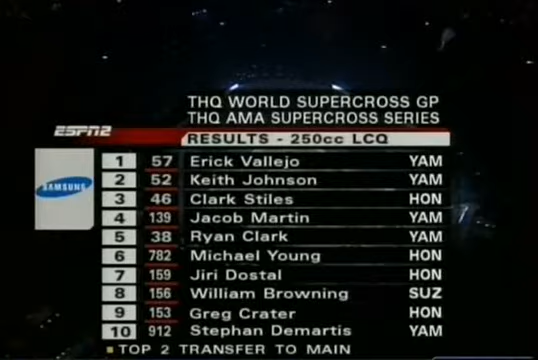 THQ WORLD SUPERCROSS GP
THQ AMA SUPERCROSS SERIES
ESPN2
RESULTS - 250cc LCQ
SAMSUNG
1 57 Erick Vallejo YAM
2 52 Keith Johnson YAM
3 46 Clark Stiles HON
4 139 Jacob Martin YAM
5 38 Ryan Clark YAM
6 782 Michael Young HON
7 159 Jiri Dostal HON
8 156 William Browning SUZ
9 153 Greg Crater HON
10 912 Stephan Demartis YAM
TOP 2 TRANSFER TO MAIN